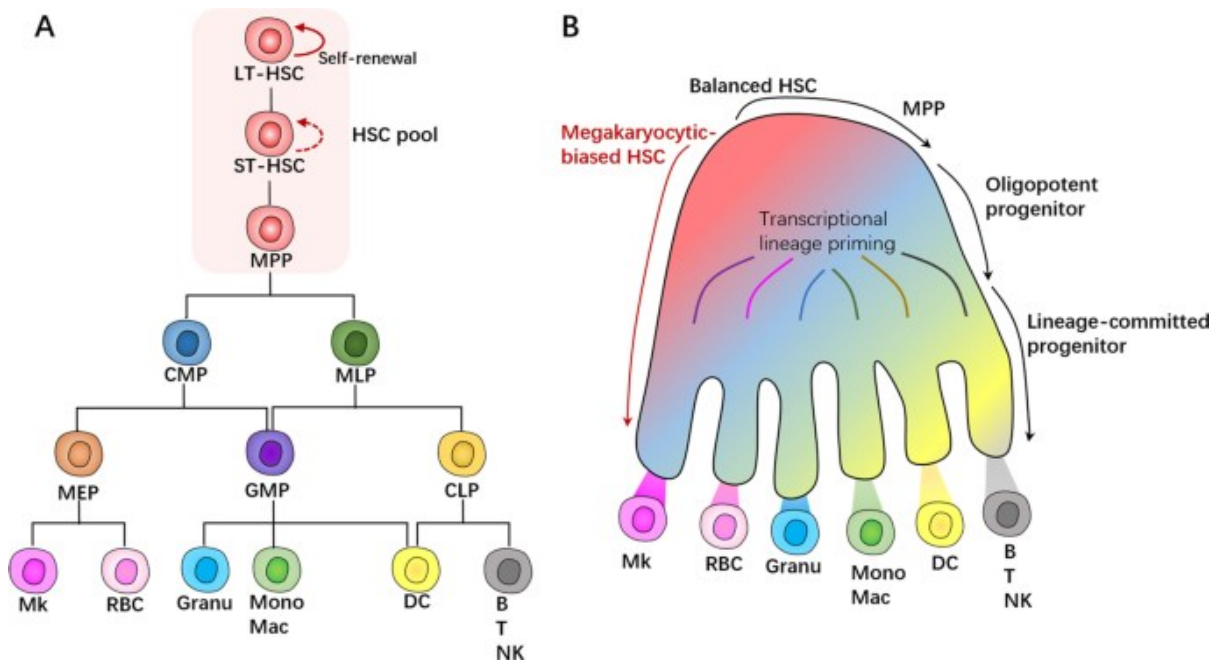 A
Self-renewal
LT-HSC
HSC pool
ST-HSC
MPP
CMP
MLP
MEP
GMP
CLP
Mk
RBC
Granu
Mono
Mac
DC
B
T
NK
B
Balanced HSC
MPP
Megakaryocytic-
biased HSC
Oligopotent
progenitor
Transcriptional
lineage priming
Lineage-committed
progenitor
Mk
RBC
Granu
Mono
Mac
DC
B
T
NK